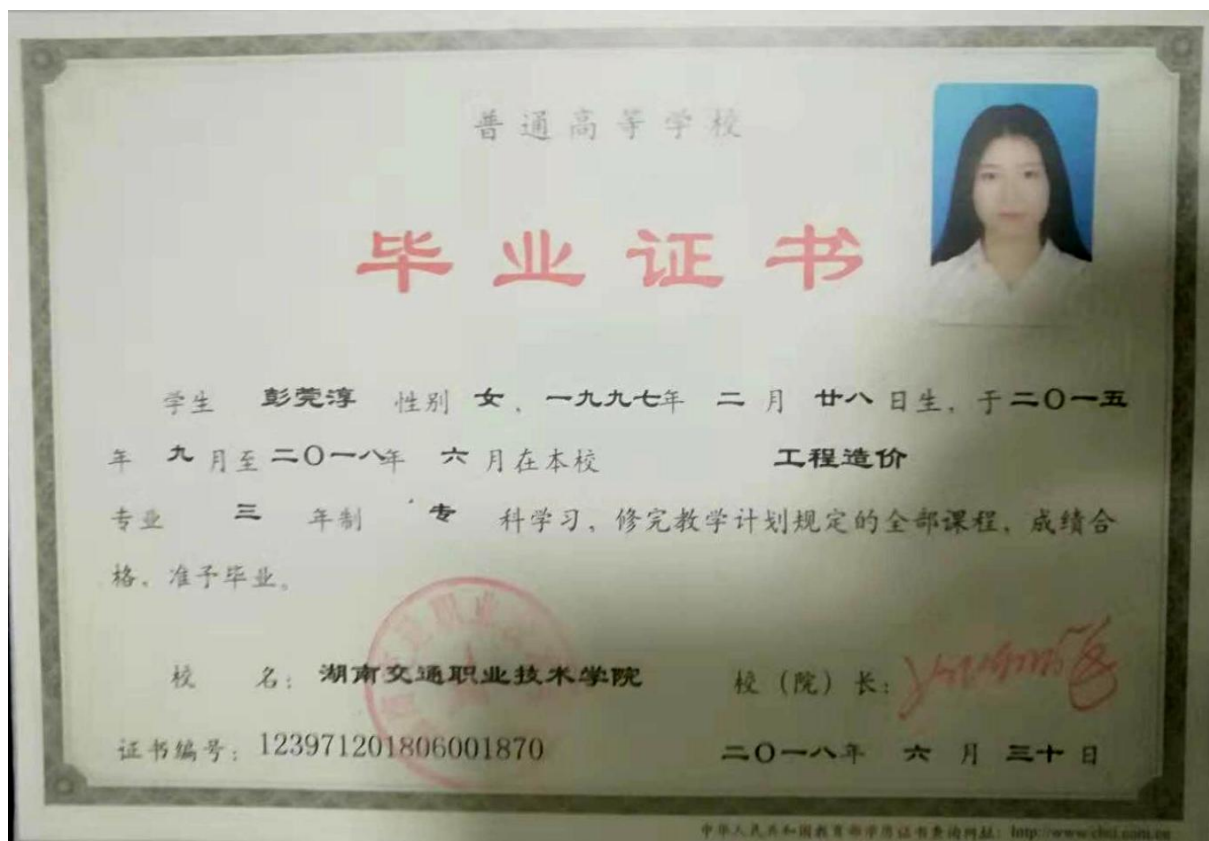 普通高等学校
毕业证书
学生 彭莞淳 性别 女，一九九七年 二 月 廿八 日生，于二〇一五
年 九 月至二〇一八年 六 月在本校 工程造价
专业 三 年制 专 科学习，修完教学计划规定的全部课程，成绩合
格，准予毕业。
校 名：湖南交通职业技术学院 校（院）长：
证书编号：123971201806001870 二〇一八年 六 月 三十 日
中华人民共和国教育部学历证书查询网址：http://www.chsi.com.cn